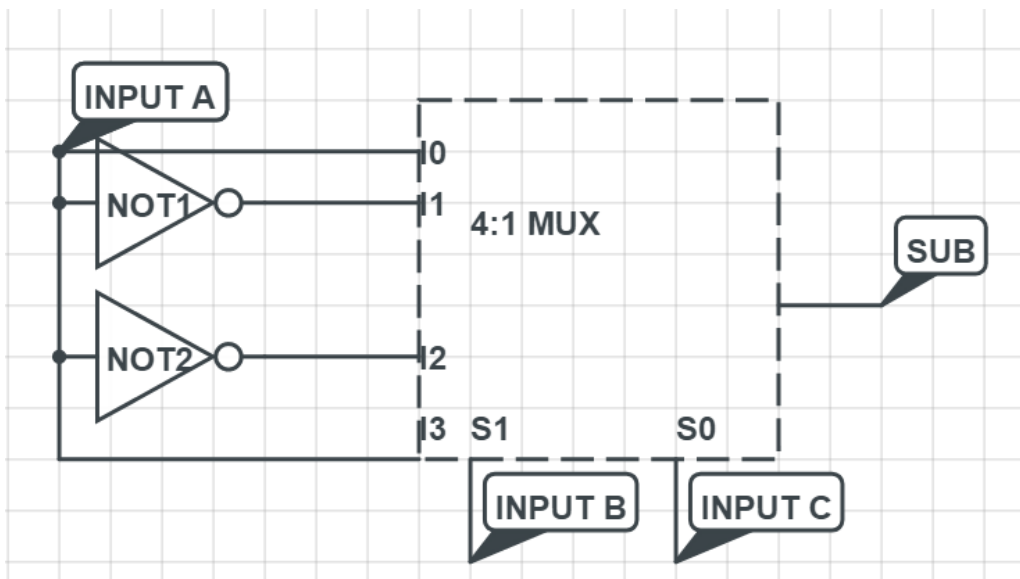 INPUT A
I0
NOT1
I1
4:1 MUX
SUB
NOT2
I2
I3
S1
S0
INPUT B
INPUT C